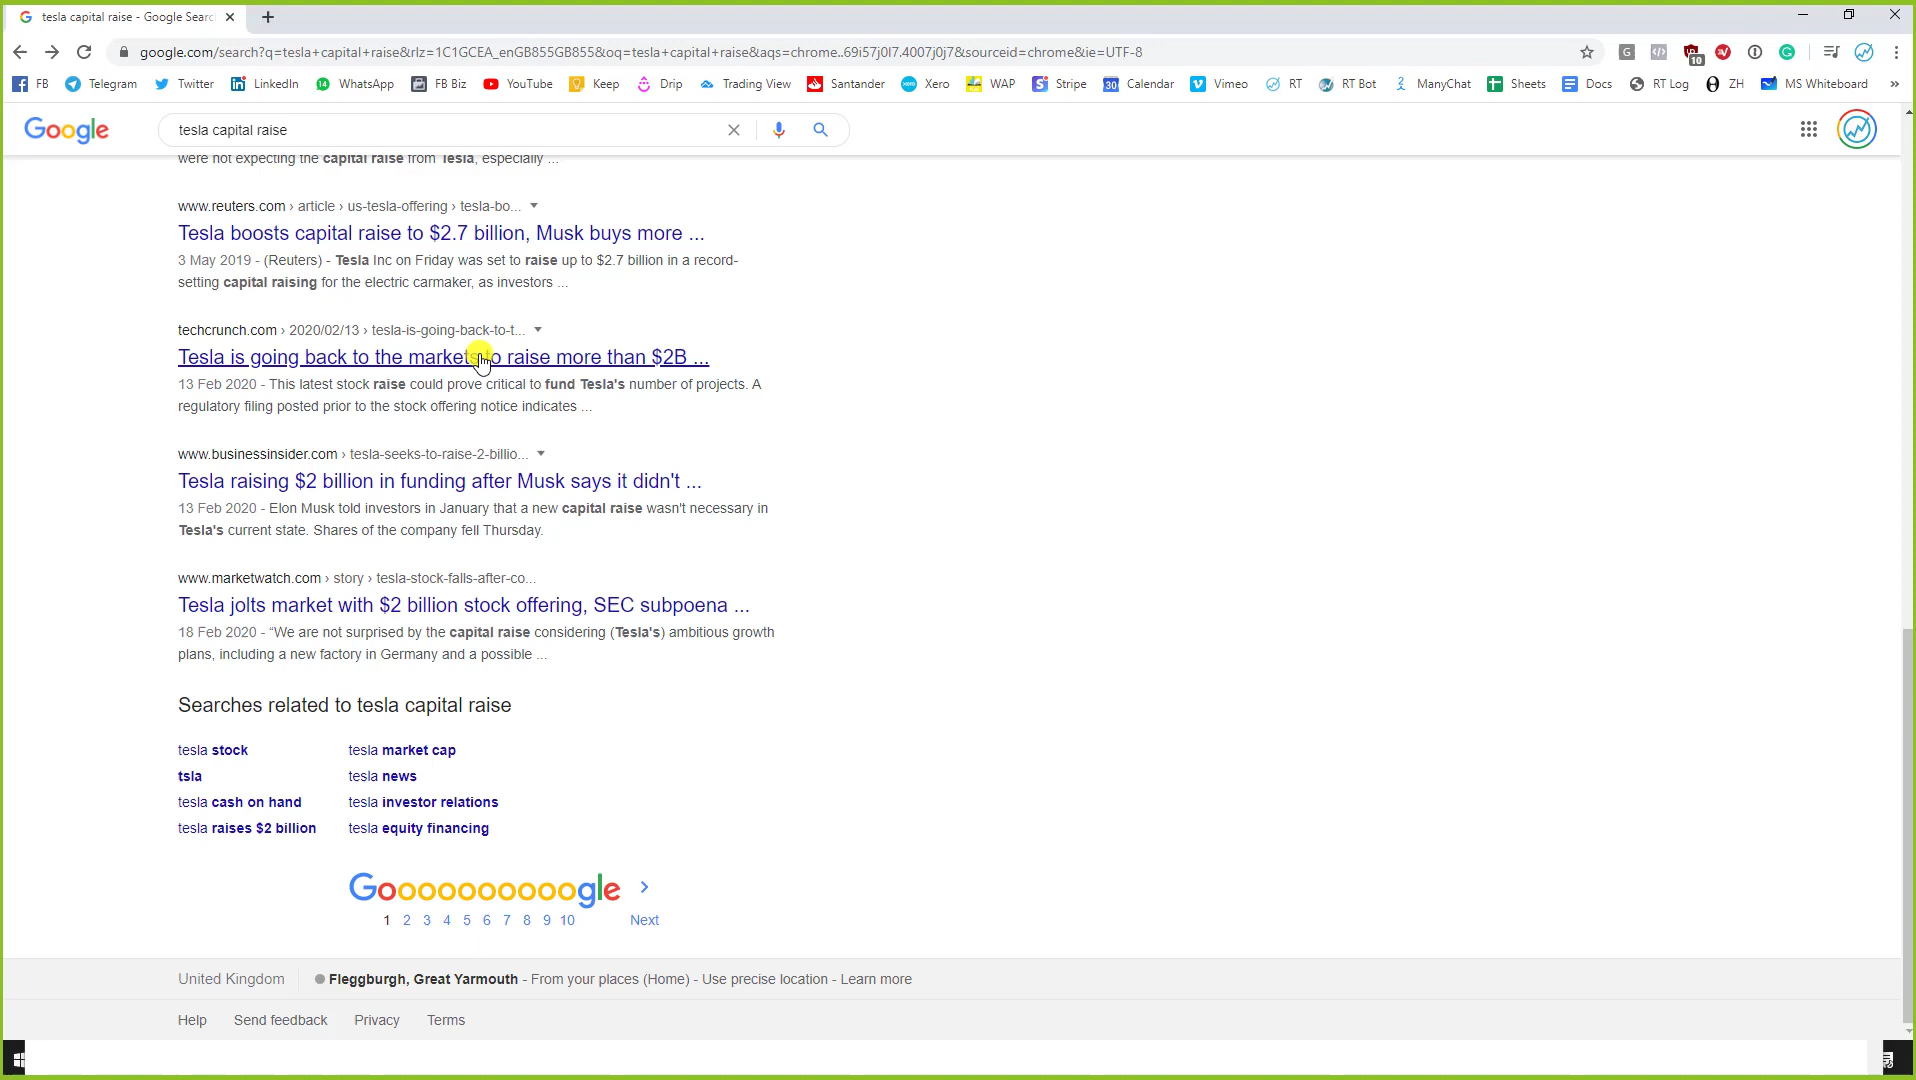 tesla capital raise - Google Searc
google.com/search?q=tesla+capital+raise&rlz=1C1GCEA_enGB855GB855&oq=tesla+capital+raise&aqs=chrome..69i57j0l7.4007j0j7&sourceid=chrome&ie=UTF-8
10
FB Telegram Twitter LinkedIn 14 WhatsApp FB Biz YouTube Keep Drip Trading View Santander Xero WAP Stripe 30 Calendar Vimeo RT RT Bot ManyChat Sheets Docs RT Log ZH MS Whiteboard »
Google tesla capital raise
were not expecting the capital raise from Tesla, especially ...
www.reuters.com › article › us-tesla-offering › tesla-bo...
Tesla boosts capital raise to $2.7 billion, Musk buys more ...
3 May 2019 - (Reuters) - Tesla Inc on Friday was set to raise up to $2.7 billion in a record-
setting capital raising for the electric carmaker, as investors ...
techcrunch.com › 2020/02/13 › tesla-is-going-back-to-t...
Tesla is going back to the markets to raise more than $2B ...
13 Feb 2020 - This latest stock raise could prove critical to fund Tesla's number of projects. A
regulatory filing posted prior to the stock offering notice indicates ...
www.businessinsider.com › tesla-seeks-to-raise-2-billio...
Tesla raising $2 billion in funding after Musk says it didn't ...
13 Feb 2020 - Elon Musk told investors in January that a new capital raise wasn't necessary in
Tesla's current state. Shares of the company fell Thursday.
www.marketwatch.com › story › tesla-stock-falls-after-co...
Tesla jolts market with $2 billion stock offering, SEC subpoena ...
18 Feb 2020 - “We are not surprised by the capital raise considering (Tesla's) ambitious growth
plans, including a new factory in Germany and a possible ...
Searches related to tesla capital raise
tesla stock tesla market cap
tsla tesla news
tesla cash on hand tesla investor relations
tesla raises $2 billion tesla equity financing
Goooooooooogle
1 2 3 4 5 6 7 8 9 10 Next
United Kingdom Fleggburgh, Great Yarmouth - From your places (Home) - Use precise location - Learn more
Help Send feedback Privacy Terms